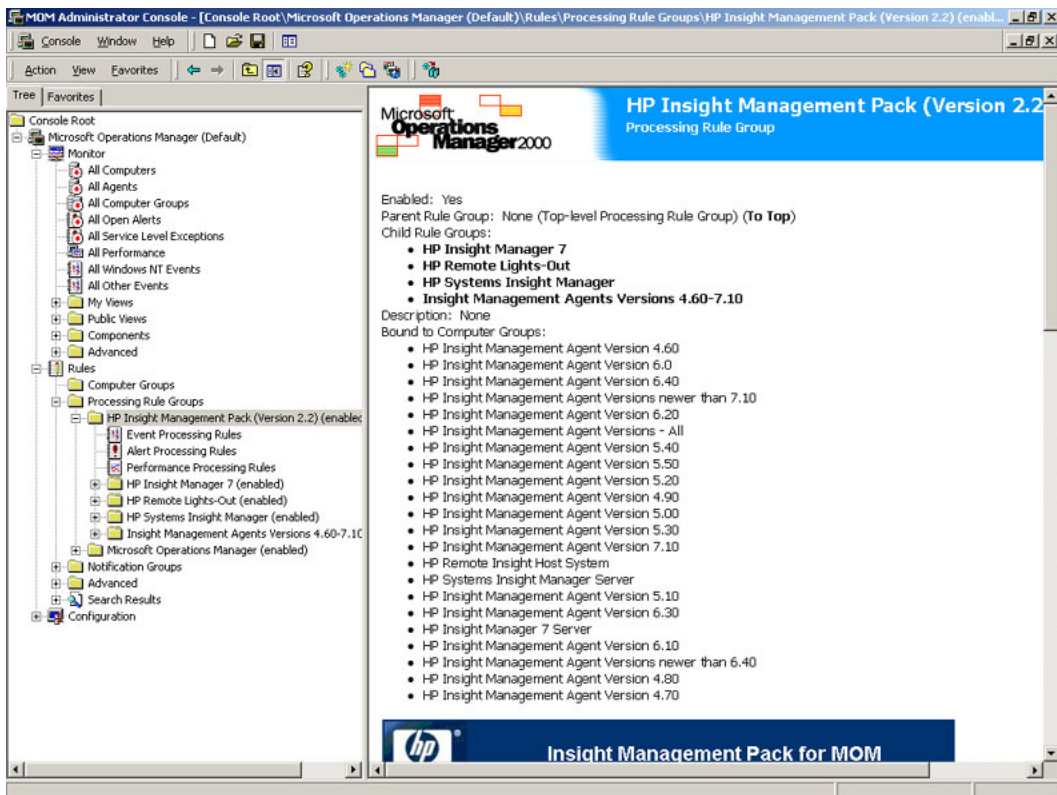 MOM Administrator Console - [Console Root\Microsoft Operations Manager (Default)\Rules\Processing Rule Groups\HP Insight Management Pack (Version 2.2) (enabl...
Console Window Help
Action View Favorites
Tree Favorites
Console Root
Microsoft Operations Manager (Default)
Monitor
All Computers
All Agents
All Computer Groups
All Open Alerts
All Service Level Exceptions
All Performance
All Windows NT Events
All Other Events
My Views
Public Views
Components
Advanced
Rules
Computer Groups
Processing Rule Groups
HP Insight Management Pack (Version 2.2) (enabled
Event Processing Rules
Alert Processing Rules
Performance Processing Rules
HP Insight Manager 7 (enabled)
HP Remote Lights-Out (enabled)
HP Systems Insight Manager (enabled)
Insight Management Agents Versions 4.60-7.10
Microsoft Operations Manager (enabled)
Notification Groups
Advanced
Search Results
Configuration
Microsoft
Operations
Manager2000
HP Insight Management Pack (Version 2.2
Processing Rule Group
Enabled: Yes
Parent Rule Group: None (Top-level Processing Rule Group) (To Top)
Child Rule Groups:
• HP Insight Manager 7
• HP Remote Lights-Out
• HP Systems Insight Manager
• Insight Management Agents Versions 4.60-7.10
Description: None
Bound to Computer Groups:
• HP Insight Management Agent Version 4.60
• HP Insight Management Agent Version 6.0
• HP Insight Management Agent Version 6.40
• HP Insight Management Agent Versions newer than 7.10
• HP Insight Management Agent Version 6.20
• HP Insight Management Agent Versions - All
• HP Insight Management Agent Version 5.40
• HP Insight Management Agent Version 5.50
• HP Insight Management Agent Version 5.20
• HP Insight Management Agent Version 4.90
• HP Insight Management Agent Version 5.00
• HP Insight Management Agent Version 5.30
• HP Insight Management Agent Version 7.10
• HP Remote Insight Host System
• HP Systems Insight Manager Server
• HP Insight Management Agent Version 5.10
• HP Insight Management Agent Version 6.30
• HP Insight Manager 7 Server
• HP Insight Management Agent Version 6.10
• HP Insight Management Agent Versions newer than 6.40
• HP Insight Management Agent Version 4.80
• HP Insight Management Agent Version 4.70
hp
Insight Management Pack for MOM